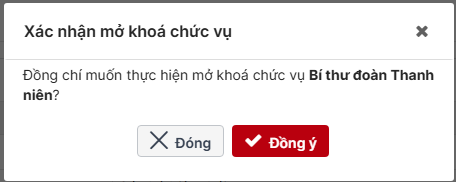 Xác nhận mở khoá chức vụ
Đồng chí muốn thực hiện mở khoá chức vụ Bí thư đoàn Thanh
niên?
Đóng
Đồng ý